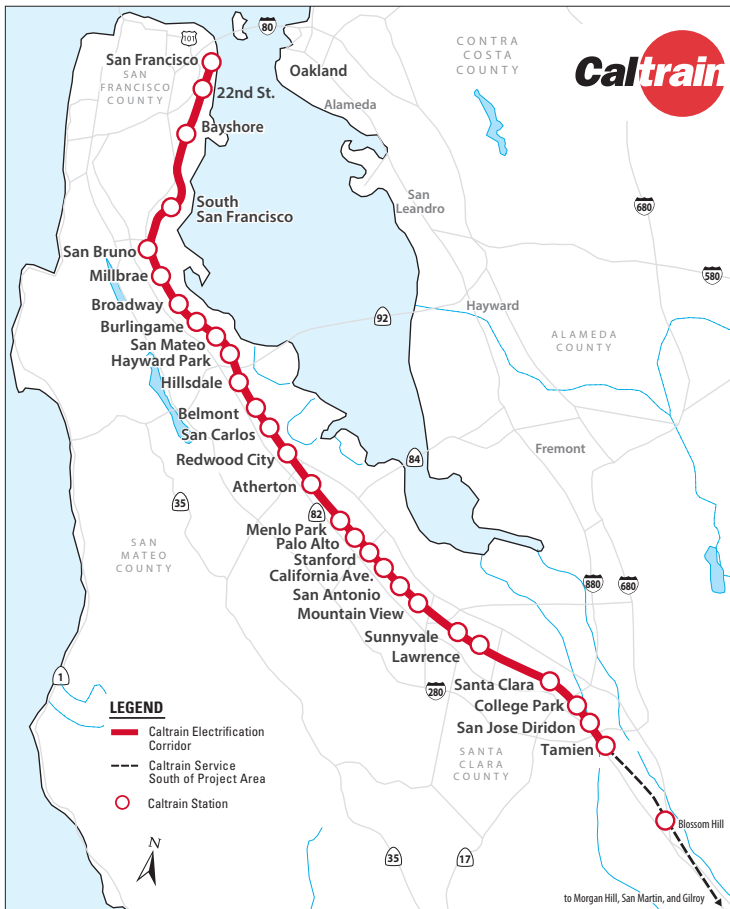 101
80
San Francisco
SAN
FRANCISCO
COUNTY
22nd St.
Bayshore
South
San Francisco
San Bruno
Millbrae
Broadway
Burlingame
San Mateo
Hayward Park
Hillsdale
Belmont
San Carlos
Redwood City
Atherton
Menlo Park
Palo Alto
Stanford
California Ave.
San Antonio
Mountain View
Sunnyvale
Lawrence
Santa Clara
College Park
San Jose Diridon
Tamien
Blossom Hill
to Morgan Hill, San Martin, and Gilroy
Oakland
Alameda
CONTRA
COSTA
COUNTY
Caltrain
San
Leandro
680
580
Hayward
92
ALAMEDA
COUNTY
Fremont
84
35
82
SAN
MATEO
COUNTY
880
680
1
280
SANTA
CLARA
COUNTY
35
17
LEGEND
Caltrain Electrification
Corridor
Caltrain Service
South of Project Area
Caltrain Station
N